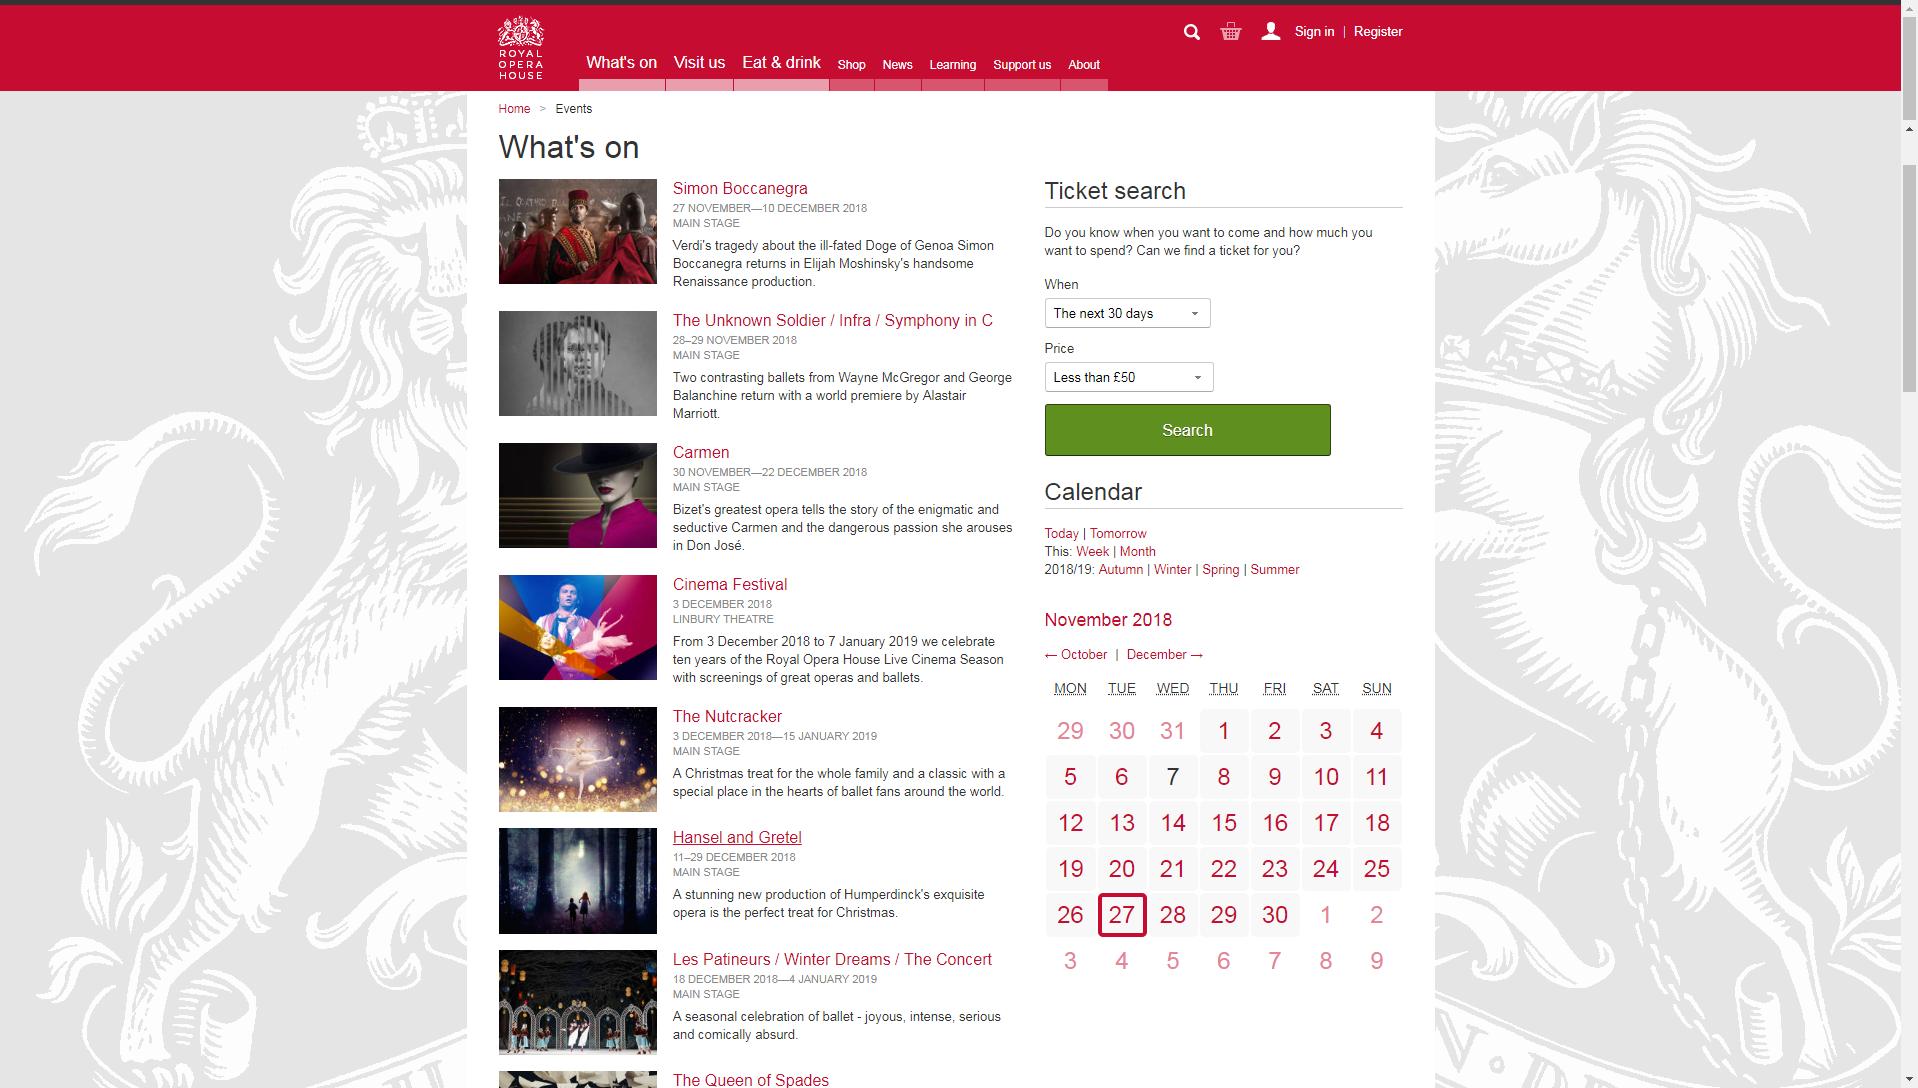 ROYAL
OPERA
HOUSE
What's on
Visit us
Eat & drink
Shop
News
Learning
Support us
About
Sign in | Register
Home > Events
What's on
Simon Boccanegra
27 NOVEMBER—10 DECEMBER 2018
MAIN STAGE
Verdi's tragedy about the ill-fated Doge of Genoa Simon
Boccanegra returns in Elijah Moshinsky's handsome
Renaissance production.
The Unknown Soldier / Infra / Symphony in C
28–29 NOVEMBER 2018
MAIN STAGE
Two contrasting ballets from Wayne McGregor and George
Balanchine return with a world premiere by Alastair
Marriott.
Carmen
30 NOVEMBER—22 DECEMBER 2018
MAIN STAGE
Bizet's greatest opera tells the story of the enigmatic and
seductive Carmen and the dangerous passion she arouses
in Don José.
Cinema Festival
3 DECEMBER 2018
LINBURY THEATRE
From 3 December 2018 to 7 January 2019 we celebrate
ten years of the Royal Opera House Live Cinema Season
with screenings of great operas and ballets.
The Nutcracker
3 DECEMBER 2018—15 JANUARY 2019
MAIN STAGE
A Christmas treat for the whole family and a classic with a
special place in the hearts of ballet fans around the world.
Hansel and Gretel
11–29 DECEMBER 2018
MAIN STAGE
A stunning new production of Humperdinck's exquisite
opera is the perfect treat for Christmas.
Les Patineurs / Winter Dreams / The Concert
18 DECEMBER 2018—4 JANUARY 2019
MAIN STAGE
A seasonal celebration of ballet - joyous, intense, serious
and comically absurd.
The Queen of Spades
Ticket search
Do you know when you want to come and how much you
want to spend? Can we find a ticket for you?
When
The next 30 days
Price
Less than £50
Search
Calendar
Today | Tomorrow
This: Week | Month
2018/19: Autumn | Winter | Spring | Summer
November 2018
← October | December →
MON TUE WED THU FRI SAT SUN
29 30 31 1 2 3 4
5 6 7 8 9 10 11
12 13 14 15 16 17 18
19 20 21 22 23 24 25
26 27 28 29 30 1 2
3 4 5 6 7 8 9